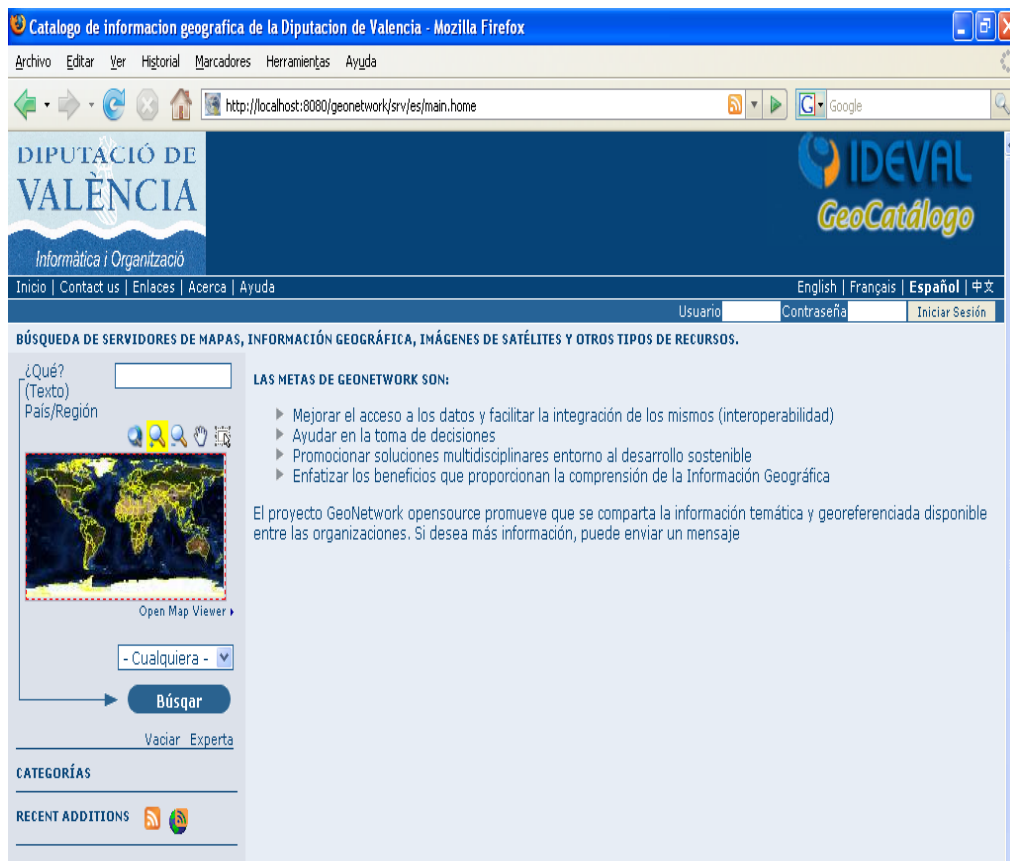 Catalogo de informacion geografica de la Diputacion de Valencia - Mozilla Firefox
Archivo Editar Ver Historial Marcadores Herramientas Ayuda
http://localhost:8080/geonetwork/srv/es/main.home
G Google
DIPUTACIÓ DE
VALÈNCIA
Informàtica i Organització
IDEVAL
GeoCatálogo
Inicio | Contact us | Enlaces | Acerca | Ayuda
English | Français | Español | 中文
Usuario Contraseña Iniciar Sesión
BÚSQUEDA DE SERVIDORES DE MAPAS, INFORMACIÓN GEOGRÁFICA, IMÁGENES DE SATÉLITES Y OTROS TIPOS DE RECURSOS.
¿Qué?
(Texto)
País/Región
Open Map Viewer
- Cualquiera -
Búsqar
Vaciar Experta
CATEGORÍAS
RECENT ADDITIONS
LAS METAS DE GEONETWORK SON:
Mejorar el acceso a los datos y facilitar la integración de los mismos (interoperabilidad)
Ayudar en la toma de decisiones
Promocionar soluciones multidisciplinares entorno al desarrollo sostenible
Enfatizar los beneficios que proporcionan la comprensión de la Información Geográfica
El proyecto GeoNetwork opensource promueve que se comparta la información temática y georeferenciada disponible
entre las organizaciones. Si desea más información, puede enviar un mensaje